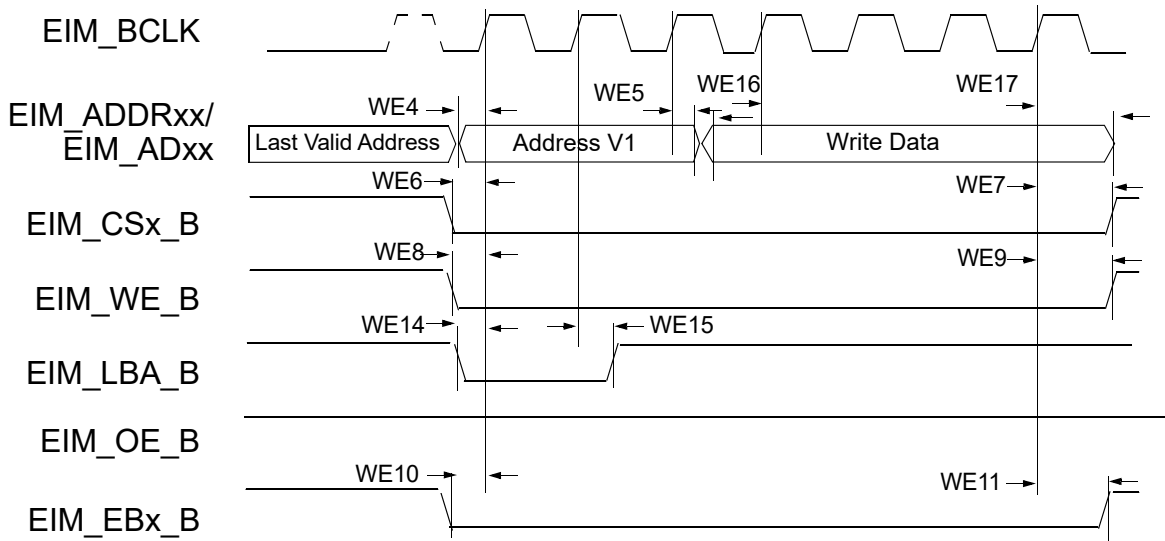 EIM_BCLK
WE4
WE5
WE16
WE17
EIM_ADDRxx/
EIM_ADxx
Last Valid Address
Address V1
Write Data
WE6
WE7
EIM_CSx_B
WE8
WE9
EIM_WE_B
WE14
WE15
EIM_LBA_B
EIM_OE_B
WE10
WE11
EIM_EBx_B